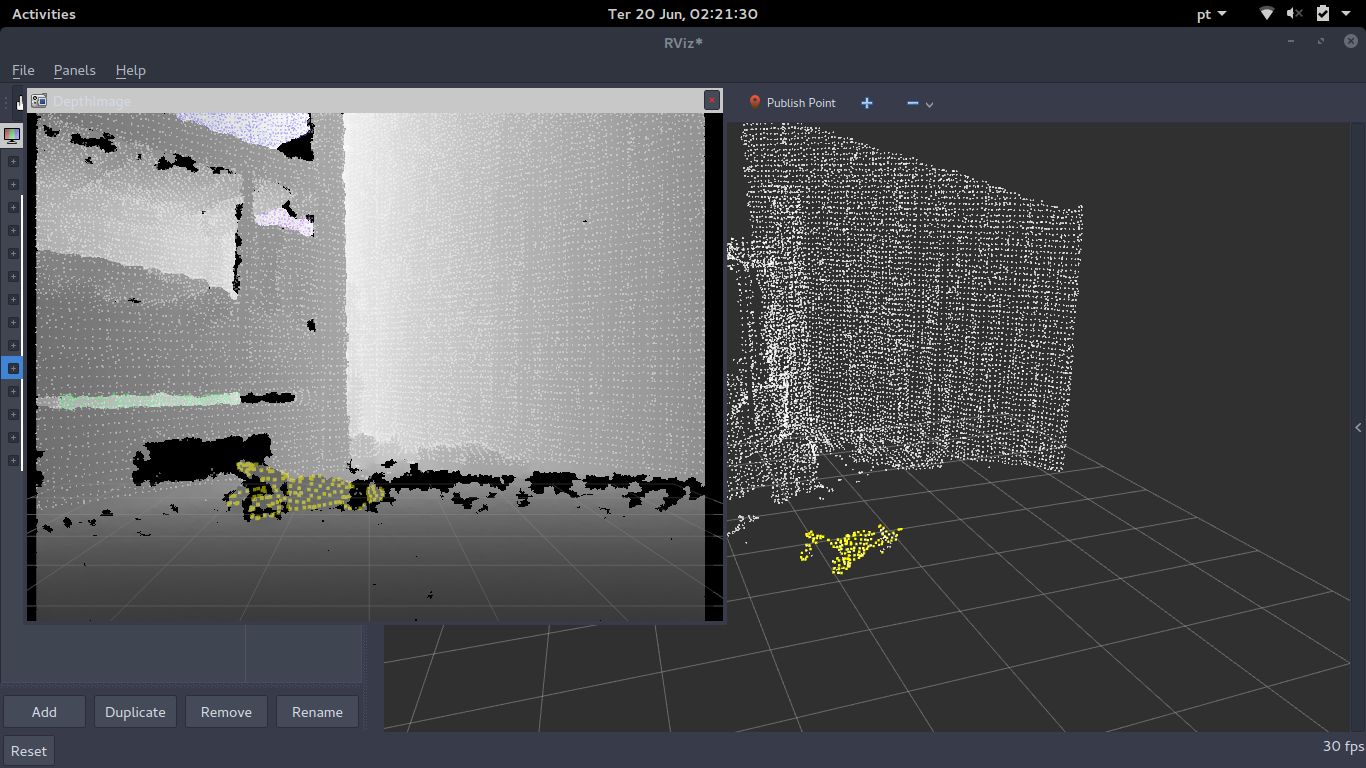 Activities
Ter 20 Jun, 02:21:30
pt
RViz*
File Panels Help
DepthImage
Publish Point
Add Duplicate Remove Rename
Reset
30 fps